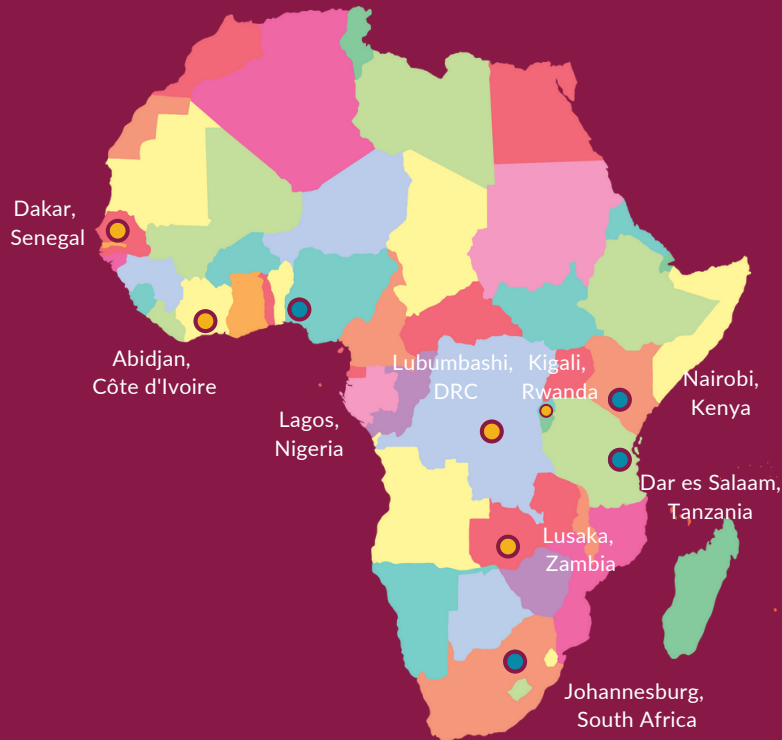 Dakar,
Senegal
Abidjan,
Côte d'Ivoire
Lagos,
Nigeria
Lubumbashi,
DRC
Kigali,
Rwanda
Nairobi,
Kenya
Dar es Salaam,
Tanzania
Lusaka,
Zambia
Johannesburg,
South Africa